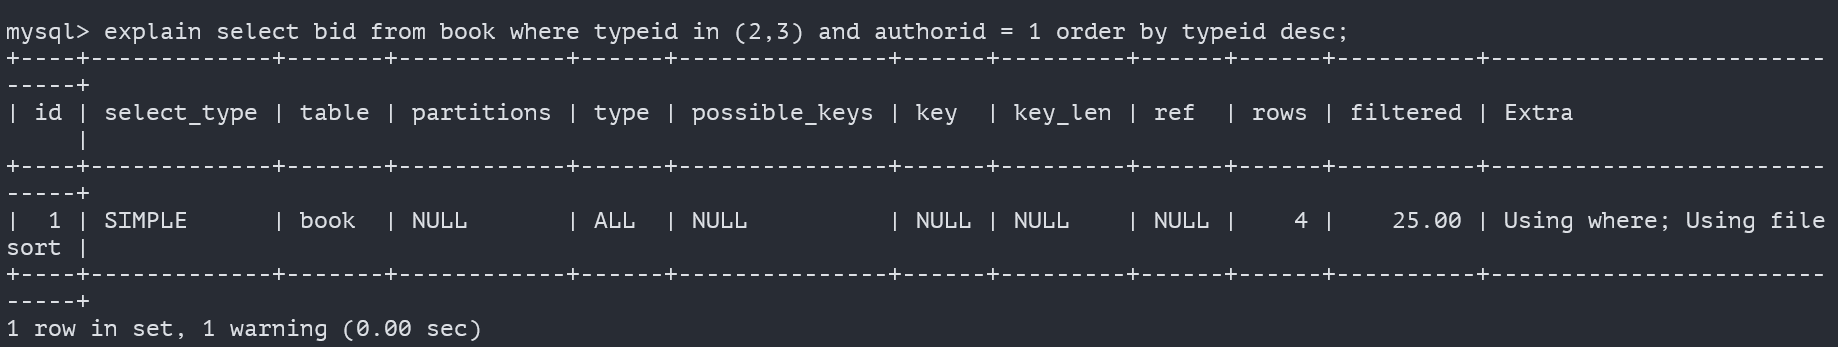 mysql> explain select bid from book where typeid in (2,3) and authorid = 1 order by typeid desc;
+----+-------------+-------+------------+------+---------------+------+---------+------+------+----------+------------------------
-----+
| id | select_type | table | partitions | type | possible_keys | key  | key_len | ref  | rows | filtered | Extra
     |
+----+-------------+-------+------------+------+---------------+------+---------+------+------+----------+------------------------
-----+
|  1 | SIMPLE      | book  | NULL       | ALL  | NULL          | NULL | NULL    | NULL |    4 |    25.00 | Using where; Using file
sort |
+----+-------------+-------+------------+------+---------------+------+---------+------+------+----------+------------------------
-----+
1 row in set, 1 warning (0.00 sec)